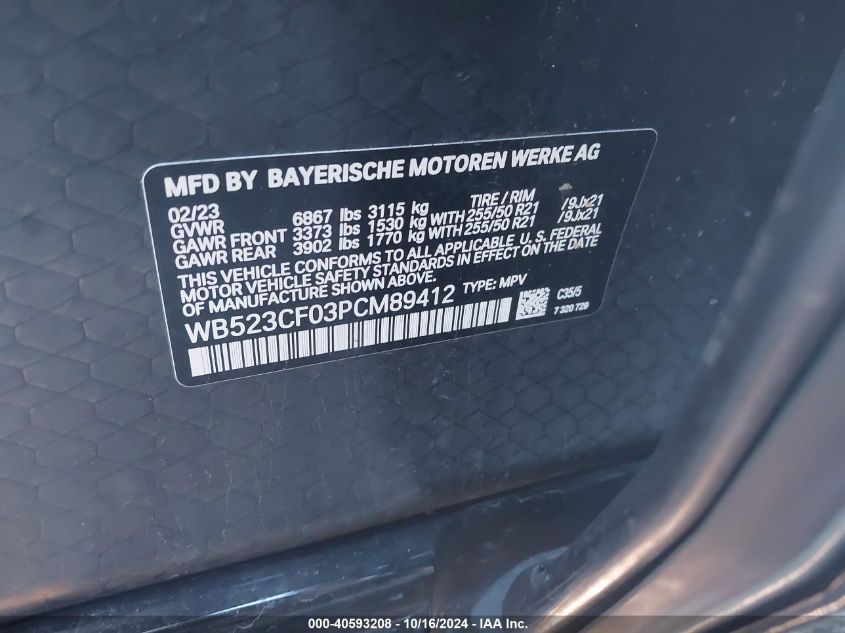 MFD BY BAYERISCHE MOTOREN WERKE AG
02/23 TIRE / RIM
GVWR 6867 lbs 3115 kg
GAWR FRONT 3373 lbs 1530 kg WITH 255/50 R21 /9Jx21
GAWR REAR 3902 lbs 1770 kg WITH 255/50 R21 /9Jx21
THIS VEHICLE CONFORMS TO ALL APPLICABLE U. S. FEDERAL
MOTOR VEHICLE SAFETY STANDARDS IN EFFECT ON THE DATE
OF MANUFACTURE SHOWN ABOVE. TYPE: MPV
WB523CF03PCM89412
C35/5
7 320 729
000-40593208 - 10/16/2024 - IAA Inc.